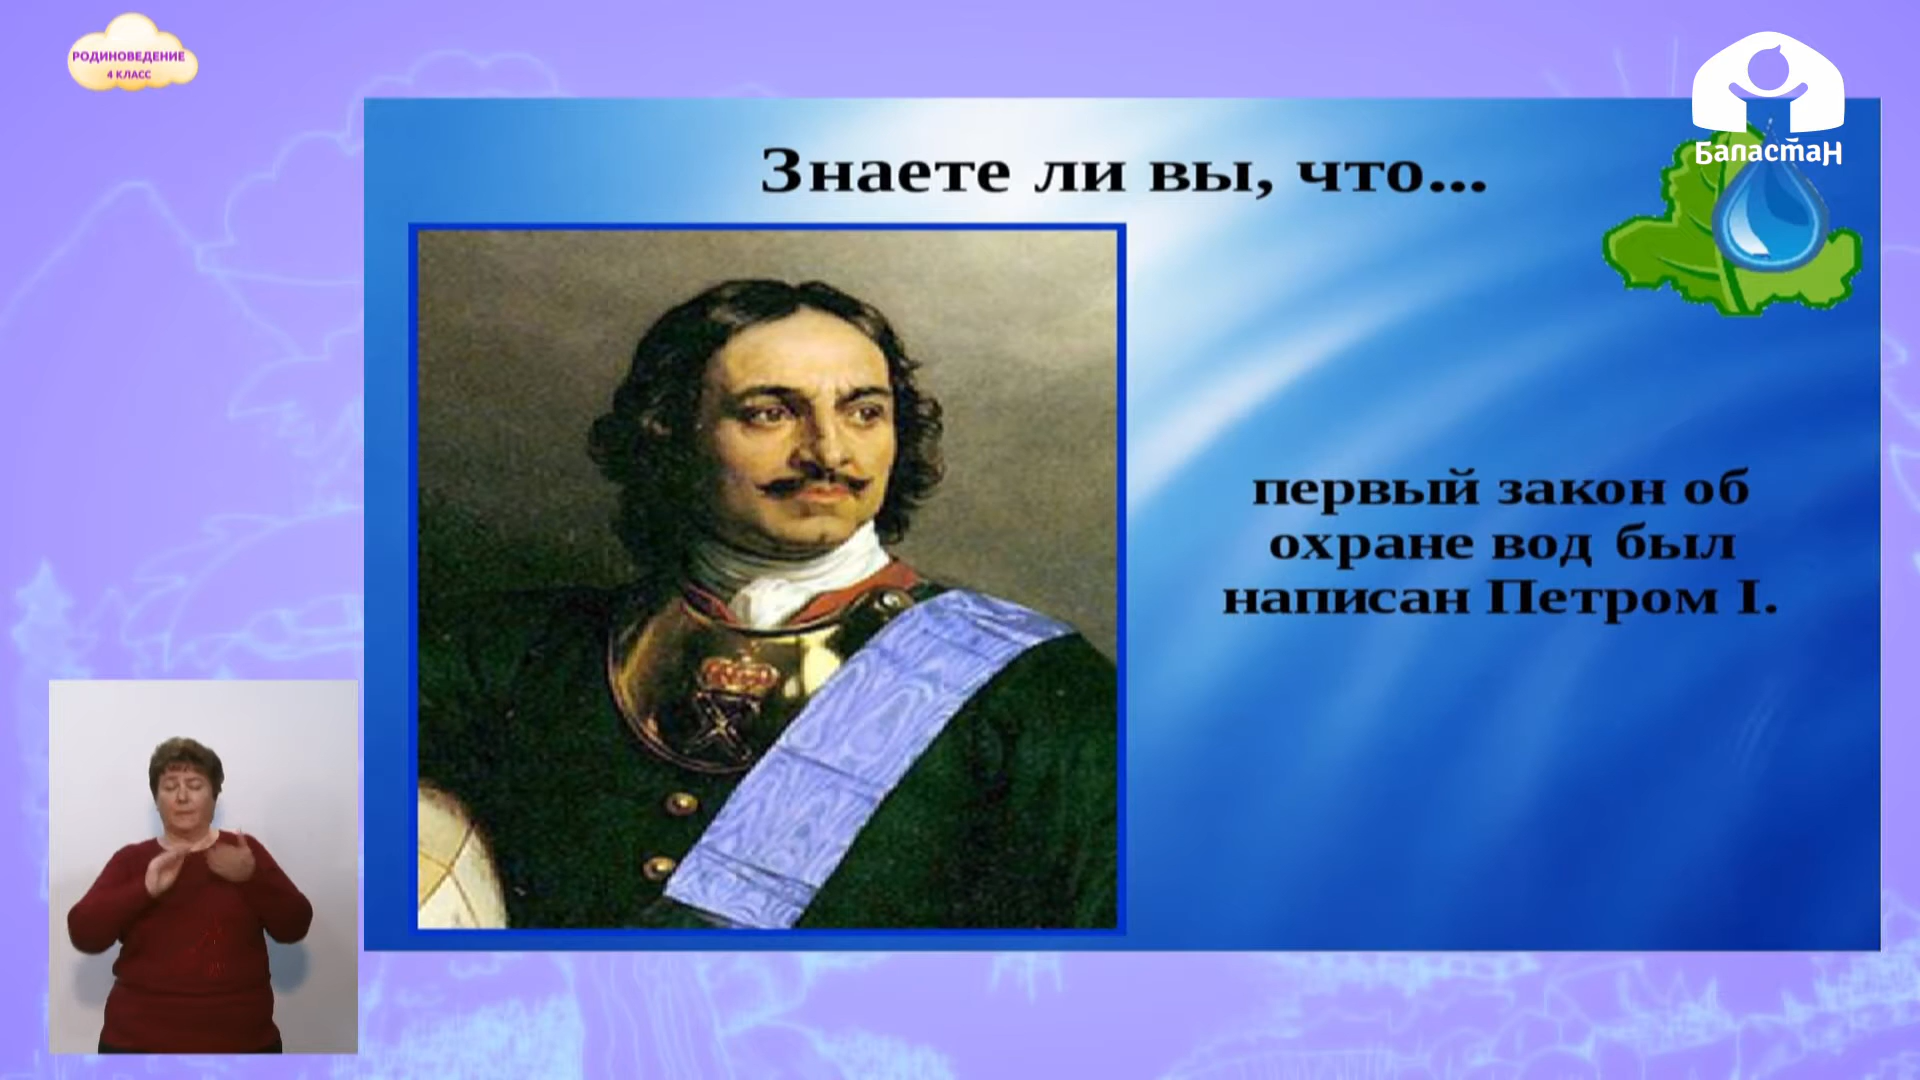 РОДИНОВЕДЕНИЕ
4 КЛАСС
Баластан
Знаете ли вы, что...
первый закон об
охране вод был
написан Петром I.